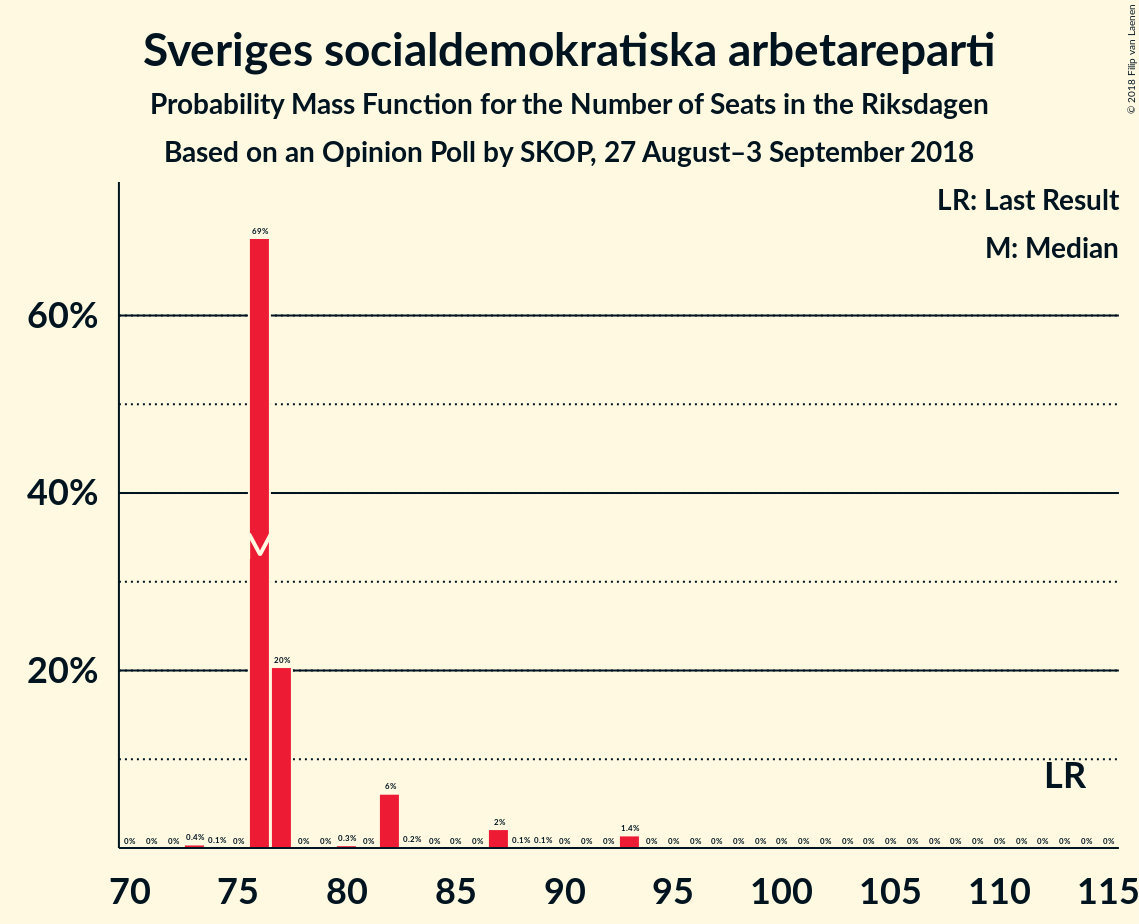 Sveriges socialdemokratiska arbetareparti
Probability Mass Function for the Number of Seats in the Riksdagen
Based on an Opinion Poll by SKOP, 27 August–3 September 2018
© 2018 Filip van Laenen
LR: Last Result
M: Median
69%
60%
40%
20%
20%
LR
6%
2%
1.4%
0% 0% 0% 0.4% 0.1% 0% 0% 0% 0.3% 0% 0.2% 0% 0% 0% 0.1% 0.1% 0% 0% 0% 0% 0% 0% 0% 0% 0% 0% 0% 0% 0% 0% 0% 0% 0% 0% 0% 0% 0% 0% 0% 0% 0%
70 75 80 85 90 95 100 105 110 115